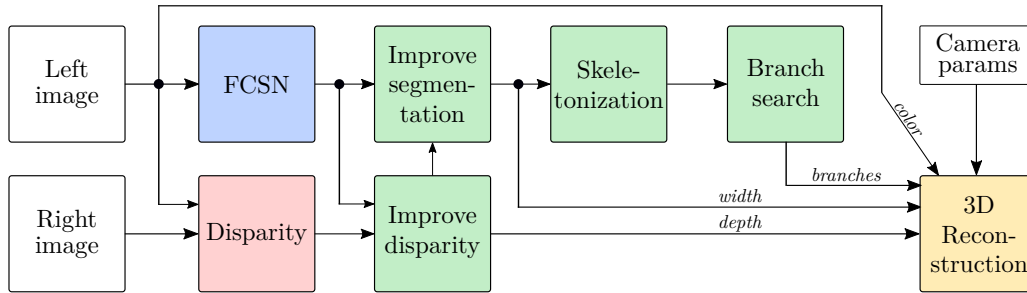 Left
image
FCSN
Improve
segmen-
tation
Skele-
tonization
Branch
search
Camera
params
color
branches
width
depth
Right
image
Disparity
Improve
disparity
3D
Recon-
struction